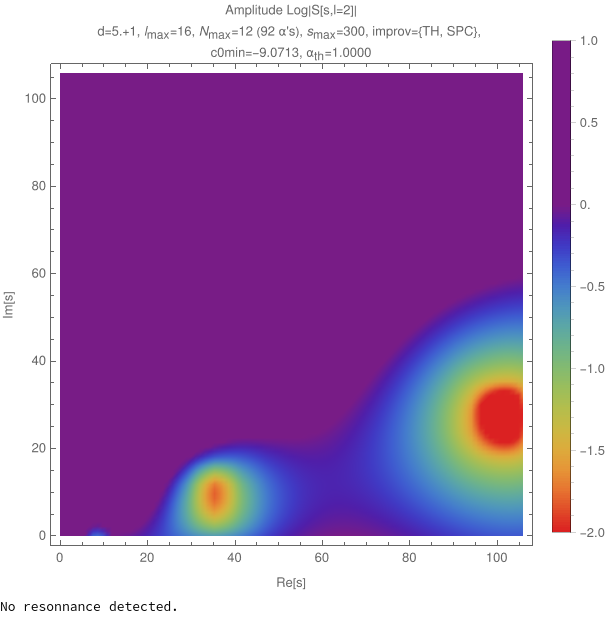 Amplitude Log|S[s,l=2]|
d=5.+1, lmax=16, Nmax=12 (92 α's), smax=300, improv={TH, SPC},
c0min=−9.0713, αth=1.0000
1.0
0.5
0.
−0.5
−1.0
−1.5
−2.0
100
80
60
40
20
0
Im[s]
0 20 40 60 80 100
Re[s]
No resonnance detected.